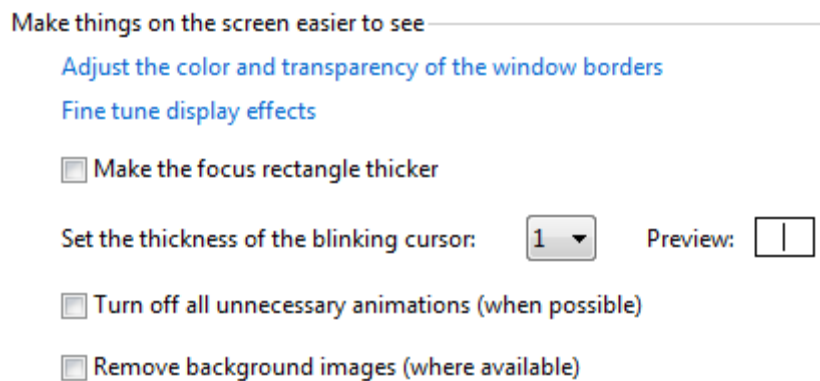 Make things on the screen easier to see
Adjust the color and transparency of the window borders
Fine tune display effects
Make the focus rectangle thicker
Set the thickness of the blinking cursor: 1 Preview:
Turn off all unnecessary animations (when possible)
Remove background images (where available)